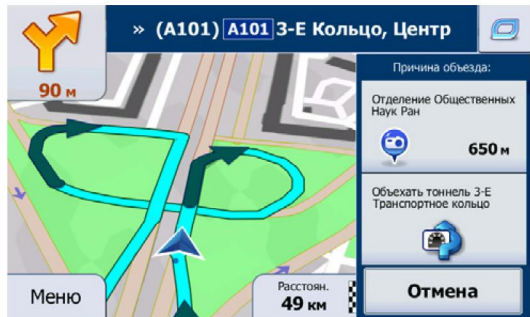 » (A101) A101 3-Е Кольцо, Центр
90 м
Причина объезда:
Отделение Общественных
Наук Ран
650 м
Объехать тоннель 3-Е
Транспортное кольцо
Меню
Расстоян.
49 км
Отмена